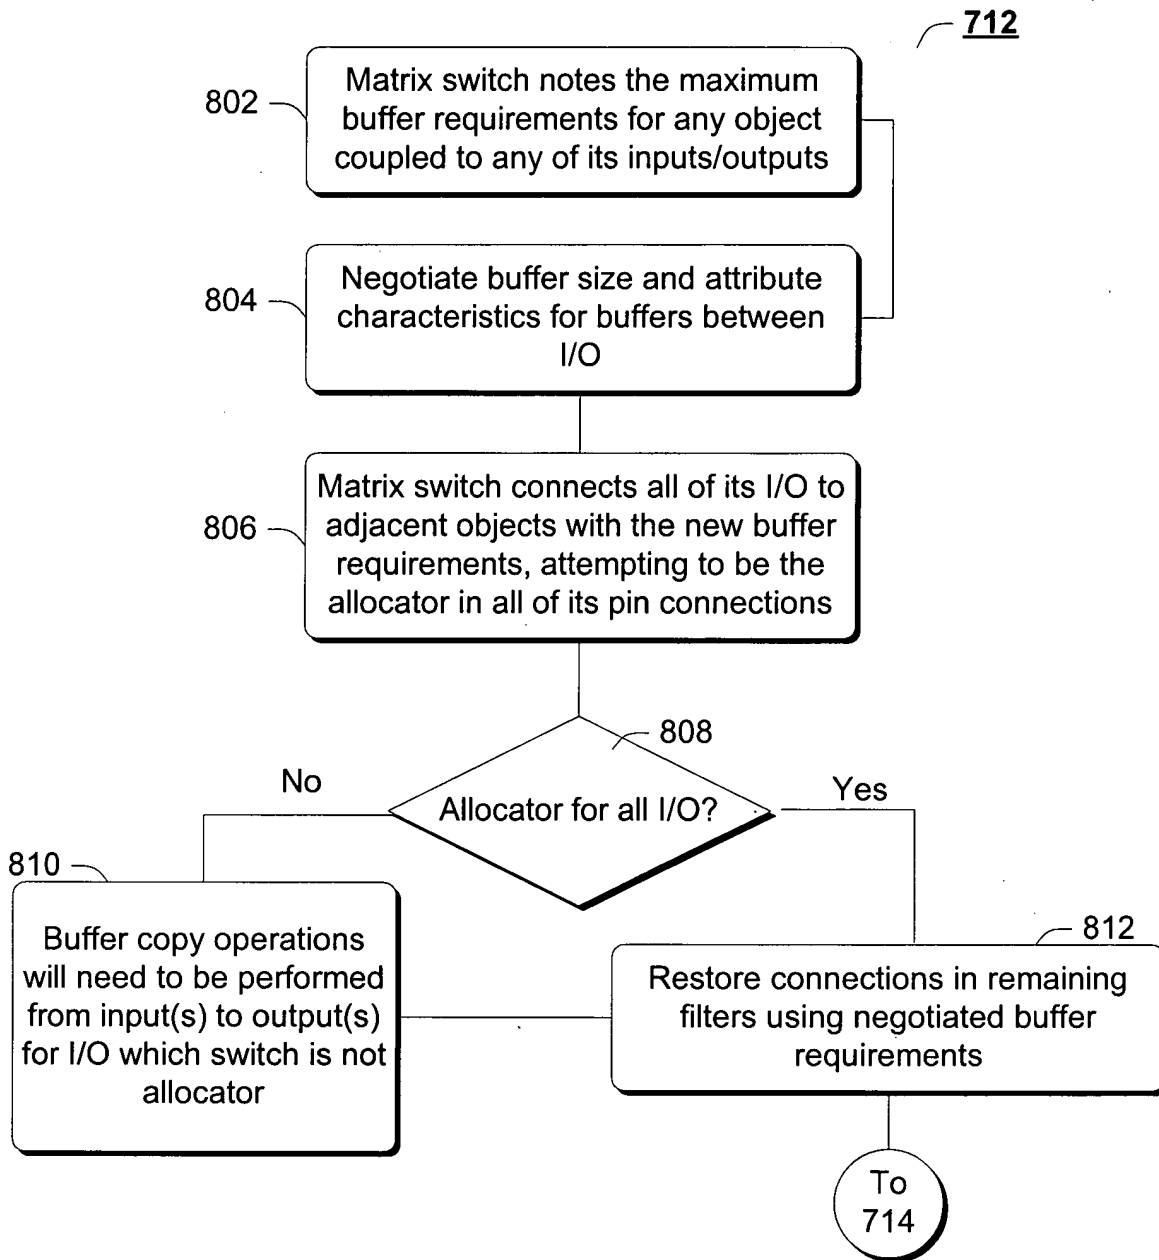 712
802
Matrix switch notes the maximum
buffer requirements for any object
coupled to any of its inputs/outputs
804
Negotiate buffer size and attribute
characteristics for buffers between
I/O
806
Matrix switch connects all of its I/O to
adjacent objects with the new buffer
requirements, attempting to be the
allocator in all of its pin connections
808
No
Allocator for all I/O?
Yes
810
Buffer copy operations
will need to be performed
from input(s) to output(s)
for I/O which switch is not
allocator
812
Restore connections in remaining
filters using negotiated buffer
requirements
To
714